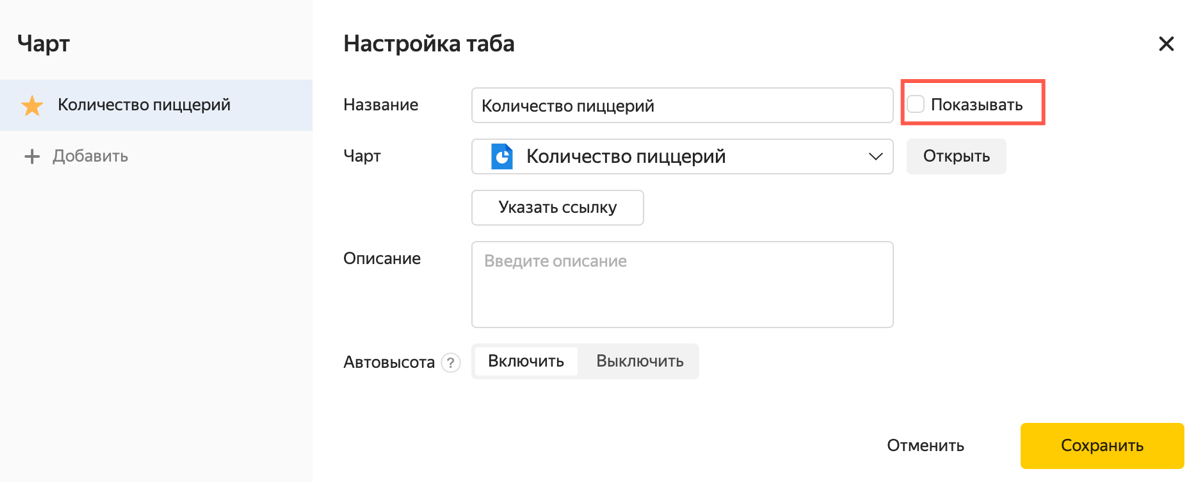 Чарт
Настройка таба
Количество пиццерий
Добавить
Название
Количество пиццерий
Показывать
Чарт
Количество пиццерий
Открыть
Указать ссылку
Описание
Введите описание
Автовысота ?
Включить
Выключить
Отменить
Сохранить